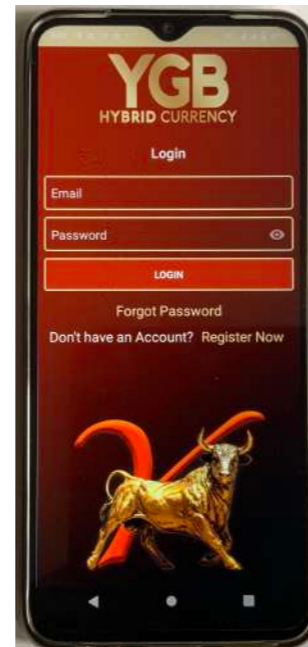 YGB
HYBRID CURRENCY
Login
Email
Password
LOGIN
Forgot Password
Don't have an Account? Register Now